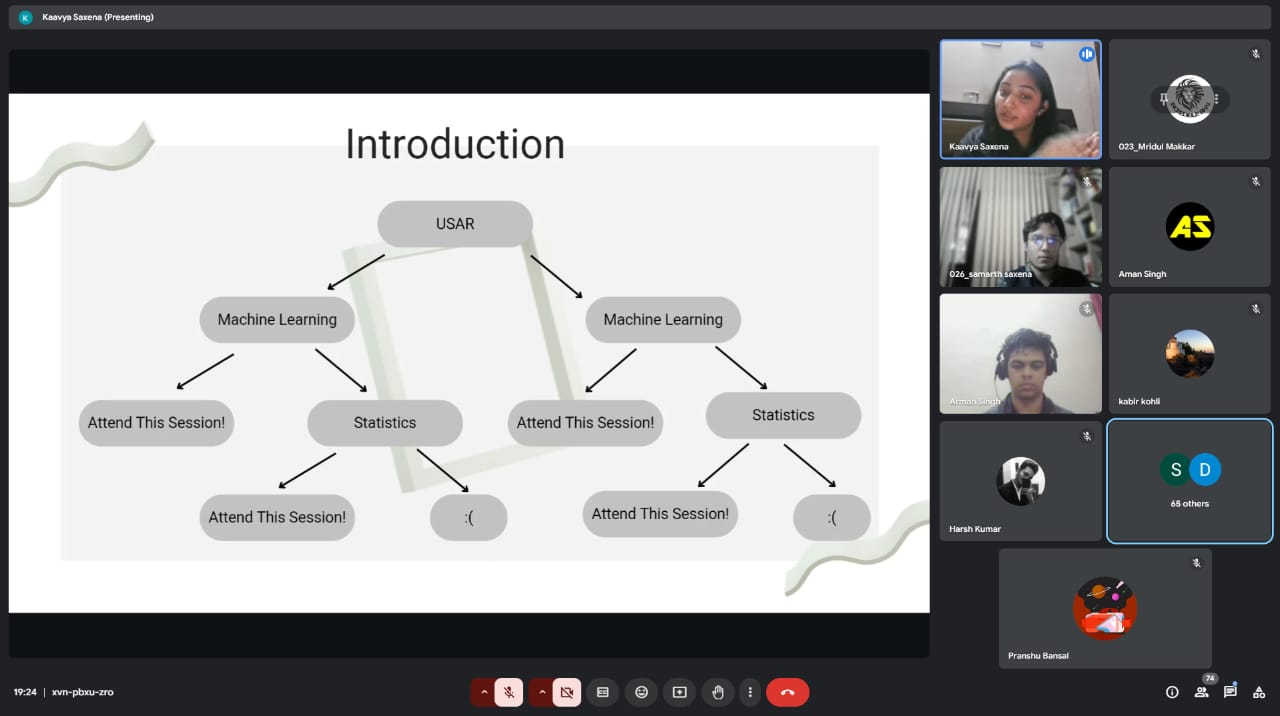 K Kaavya Saxena (Presenting)
Introduction
USAR
Machine Learning
Machine Learning
Attend This Session!
Statistics
Attend This Session!
Statistics
Attend This Session!
:(
Attend This Session!
:(
Kaavya Saxena
023_Mridul Makkar
026_samarth saxena
AS
Aman Singh
Arman Singh
kabir kohli
Harsh Kumar
S D
65 others
Pranshu Bansal
19:24 | xvn-pbxu-zro
74